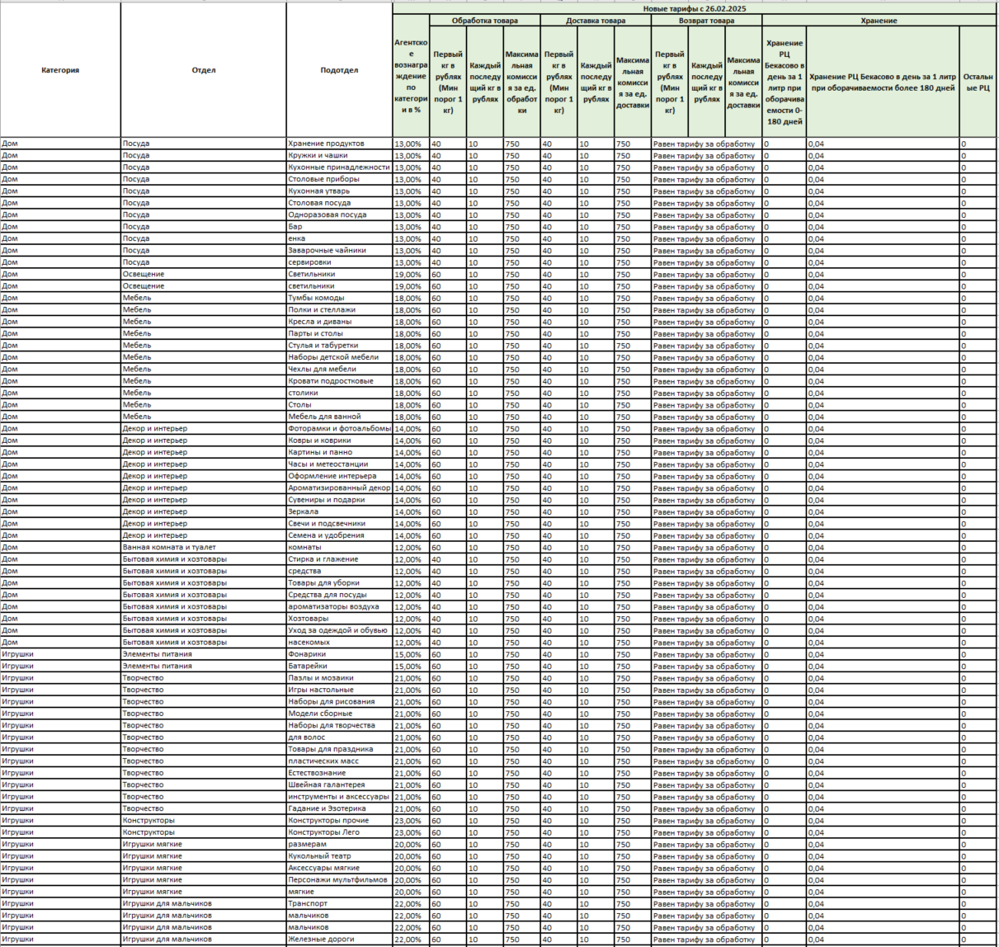 Новые тарифы с 26.02.2025
Обработка товара Доставка товара Возврат товара Хранение
Категория Отдел Подотдел Агентское вознаграждение по категории в % Первый кг в рублях (Мин порог 1 кг) Каждый последующий кг в рублях Максимальная комиссия за ед. обработки Первый кг в рублях (Мин порог 1 кг) Каждый последующий кг в рублях Максимальная комиссия за ед. доставки Первый кг в рублях (Мин порог 1 кг) Каждый последующий кг в рублях Максимальная комиссия за ед. доставки Хранение РЦ Бекасово в день за 1 литр при оборачиваемости 0-180 дней Хранение РЦ Бекасово в день за 1 литр при оборачиваемости более 180 дней Остальные РЦ
Дом Посуда Хранение продуктов 13,00% 40 10 750 40 10 750 Равен тарифу за обработку 0 0,04 0
Дом Посуда Кружки и чашки 13,00% 40 10 750 40 10 750 Равен тарифу за обработку 0 0,04 0
Дом Посуда Кухонные принадлежности 13,00% 40 10 750 40 10 750 Равен тарифу за обработку 0 0,04 0
Дом Посуда Столовые приборы 13,00% 40 10 750 40 10 750 Равен тарифу за обработку 0 0,04 0
Дом Посуда Кухонная утварь 13,00% 40 10 750 40 10 750 Равен тарифу за обработку 0 0,04 0
Дом Посуда Столовая посуда 13,00% 40 10 750 40 10 750 Равен тарифу за обработку 0 0,04 0
Дом Посуда Одноразовая посуда 13,00% 40 10 750 40 10 750 Равен тарифу за обработку 0 0,04 0
Дом Посуда Бар 13,00% 40 10 750 40 10 750 Равен тарифу за обработку 0 0,04 0
Дом Посуда енка 13,00% 40 10 750 40 10 750 Равен тарифу за обработку 0 0,04 0
Дом Посуда Заварочные чайники 13,00% 40 10 750 40 10 750 Равен тарифу за обработку 0 0,04 0
Дом Посуда сервировки 13,00% 40 10 750 40 10 750 Равен тарифу за обработку 0 0,04 0
Дом Освещение Светильники 19,00% 60 10 750 40 10 750 Равен тарифу за обработку 0 0,04 0
Дом Освещение светильники 19,00% 60 10 750 40 10 750 Равен тарифу за обработку 0 0,04 0
Дом Мебель Тумбы комоды 18,00% 60 10 750 40 10 750 Равен тарифу за обработку 0 0,04 0
Дом Мебель Полки и стеллажи 18,00% 60 10 750 40 10 750 Равен тарифу за обработку 0 0,04 0
Дом Мебель Кресла и диваны 18,00% 60 10 750 40 10 750 Равен тарифу за обработку 0 0,04 0
Дом Мебель Парты и столы 18,00% 60 10 750 40 10 750 Равен тарифу за обработку 0 0,04 0
Дом Мебель Стулья и табуретки 18,00% 60 10 750 40 10 750 Равен тарифу за обработку 0 0,04 0
Дом Мебель Наборы детской мебели 18,00% 60 10 750 40 10 750 Равен тарифу за обработку 0 0,04 0
Дом Мебель Чехлы для мебели 18,00% 60 10 750 40 10 750 Равен тарифу за обработку 0 0,04 0
Дом Мебель Кровати подростковые 18,00% 60 10 750 40 10 750 Равен тарифу за обработку 0 0,04 0
Дом Мебель столики 18,00% 60 10 750 40 10 750 Равен тарифу за обработку 0 0,04 0
Дом Мебель Столы 18,00% 60 10 750 40 10 750 Равен тарифу за обработку 0 0,04 0
Дом Мебель Мебель для ванной 18,00% 60 10 750 40 10 750 Равен тарифу за обработку 0 0,04 0
Дом Декор и интерьер Фоторамки и фотоальбомы 14,00% 60 10 750 40 10 750 Равен тарифу за обработку 0 0,04 0
Дом Декор и интерьер Ковры и коврики 14,00% 60 10 750 40 10 750 Равен тарифу за обработку 0 0,04 0
Дом Декор и интерьер Картины и панно 14,00% 60 10 750 40 10 750 Равен тарифу за обработку 0 0,04 0
Дом Декор и интерьер Часы и метеостанции 14,00% 60 10 750 40 10 750 Равен тарифу за обработку 0 0,04 0
Дом Декор и интерьер Оформление интерьера 14,00% 60 10 750 40 10 750 Равен тарифу за обработку 0 0,04 0
Дом Декор и интерьер Ароматизированный декор 14,00% 60 10 750 40 10 750 Равен тарифу за обработку 0 0,04 0
Дом Декор и интерьер Сувениры и подарки 14,00% 60 10 750 40 10 750 Равен тарифу за обработку 0 0,04 0
Дом Декор и интерьер Зеркала 14,00% 60 10 750 40 10 750 Равен тарифу за обработку 0 0,04 0
Дом Декор и интерьер Свечи и подсвечники 14,00% 60 10 750 40 10 750 Равен тарифу за обработку 0 0,04 0
Дом Декор и интерьер Семена и удобрения 14,00% 60 10 750 40 10 750 Равен тарифу за обработку 0 0,04 0
Дом Ванная комната и туалет комнаты 12,00% 60 10 750 40 10 750 Равен тарифу за обработку 0 0,04 0
Дом Бытовая химия и хозтовары Стирка и глажение 12,00% 40 10 750 40 10 750 Равен тарифу за обработку 0 0,04 0
Дом Бытовая химия и хозтовары средства 12,00% 40 10 750 40 10 750 Равен тарифу за обработку 0 0,04 0
Дом Бытовая химия и хозтовары Товары для уборки 12,00% 40 10 750 40 10 750 Равен тарифу за обработку 0 0,04 0
Дом Бытовая химия и хозтовары Средства для посуды 12,00% 40 10 750 40 10 750 Равен тарифу за обработку 0 0,04 0
Дом Бытовая химия и хозтовары ароматизаторы воздуха 12,00% 40 10 750 40 10 750 Равен тарифу за обработку 0 0,04 0
Дом Бытовая химия и хозтовары Хозтовары 12,00% 40 10 750 40 10 750 Равен тарифу за обработку 0 0,04 0
Дом Бытовая химия и хозтовары Уход за одеждой и обувью 12,00% 40 10 750 40 10 750 Равен тарифу за обработку 0 0,04 0
Дом Бытовая химия и хозтовары насекомых 12,00% 40 10 750 40 10 750 Равен тарифу за обработку 0 0,04 0
Игрушки Элементы питания Фонарики 15,00% 60 10 750 40 10 750 Равен тарифу за обработку 0 0,04 0
Игрушки Элементы питания Батарейки 15,00% 60 10 750 40 10 750 Равен тарифу за обработку 0 0,04 0
Игрушки Творчество Пазлы и мозаики 21,00% 60 10 750 40 10 750 Равен тарифу за обработку 0 0,04 0
Игрушки Творчество Игры настольные 21,00% 60 10 750 40 10 750 Равен тарифу за обработку 0 0,04 0
Игрушки Творчество Наборы для рисования 21,00% 60 10 750 40 10 750 Равен тарифу за обработку 0 0,04 0
Игрушки Творчество Модели сборные 21,00% 60 10 750 40 10 750 Равен тарифу за обработку 0 0,04 0
Игрушки Творчество Наборы для творчества 21,00% 60 10 750 40 10 750 Равен тарифу за обработку 0 0,04 0
Игрушки Творчество для волос 21,00% 60 10 750 40 10 750 Равен тарифу за обработку 0 0,04 0
Игрушки Творчество Товары для праздника 21,00% 60 10 750 40 10 750 Равен тарифу за обработку 0 0,04 0
Игрушки Творчество пластических масс 21,00% 60 10 750 40 10 750 Равен тарифу за обработку 0 0,04 0
Игрушки Творчество Естествознание 21,00% 60 10 750 40 10 750 Равен тарифу за обработку 0 0,04 0
Игрушки Творчество Швейная галантерея 21,00% 60 10 750 40 10 750 Равен тарифу за обработку 0 0,04 0
Игрушки Творчество инструменты и аксессуары 21,00% 60 10 750 40 10 750 Равен тарифу за обработку 0 0,04 0
Игрушки Творчество Гадание и Эзотерика 21,00% 60 10 750 40 10 750 Равен тарифу за обработку 0 0,04 0
Игрушки Конструкторы Конструкторы прочие 23,00% 60 10 750 40 10 750 Равен тарифу за обработку 0 0,04 0
Игрушки Конструкторы Конструкторы Лего 23,00% 60 10 750 40 10 750 Равен тарифу за обработку 0 0,04 0
Игрушки Игрушки мягкие размерам 20,00% 60 10 750 40 10 750 Равен тарифу за обработку 0 0,04 0
Игрушки Игрушки мягкие Кукольный театр 20,00% 60 10 750 40 10 750 Равен тарифу за обработку 0 0,04 0
Игрушки Игрушки мягкие Аксессуары мягкие 20,00% 60 10 750 40 10 750 Равен тарифу за обработку 0 0,04 0
Игрушки Игрушки мягкие Персонажи мультфильмов 20,00% 60 10 750 40 10 750 Равен тарифу за обработку 0 0,04 0
Игрушки Игрушки мягкие мягкие 20,00% 60 10 750 40 10 750 Равен тарифу за обработку 0 0,04 0
Игрушки Игрушки для мальчиков Транспорт 22,00% 60 10 750 40 10 750 Равен тарифу за обработку 0 0,04 0
Игрушки Игрушки для мальчиков мальчиков 22,00% 60 10 750 40 10 750 Равен тарифу за обработку 0 0,04 0
Игрушки Игрушки для мальчиков мальчиков 22,00% 60 10 750 40 10 750 Равен тарифу за обработку 0 0,04 0
Игрушки Игрушки для мальчиков Железные дороги 22,00% 60 10 750 40 10 750 Равен тарифу за обработку 0 0,04 0